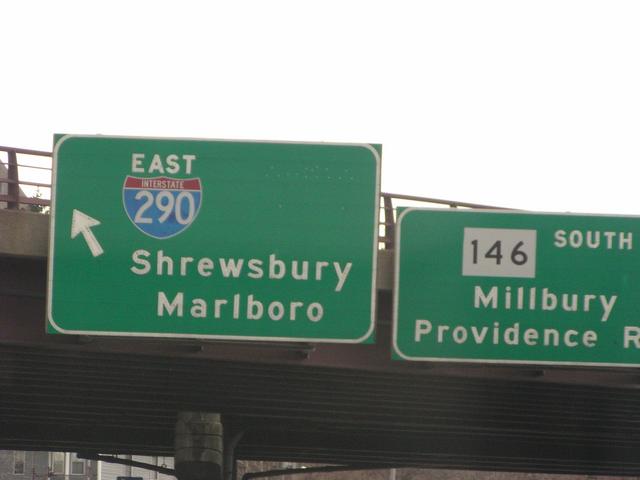 EAST
INTERSTATE
290
Shrewsbury
Marlboro
146 SOUTH
Millbury
Providence R